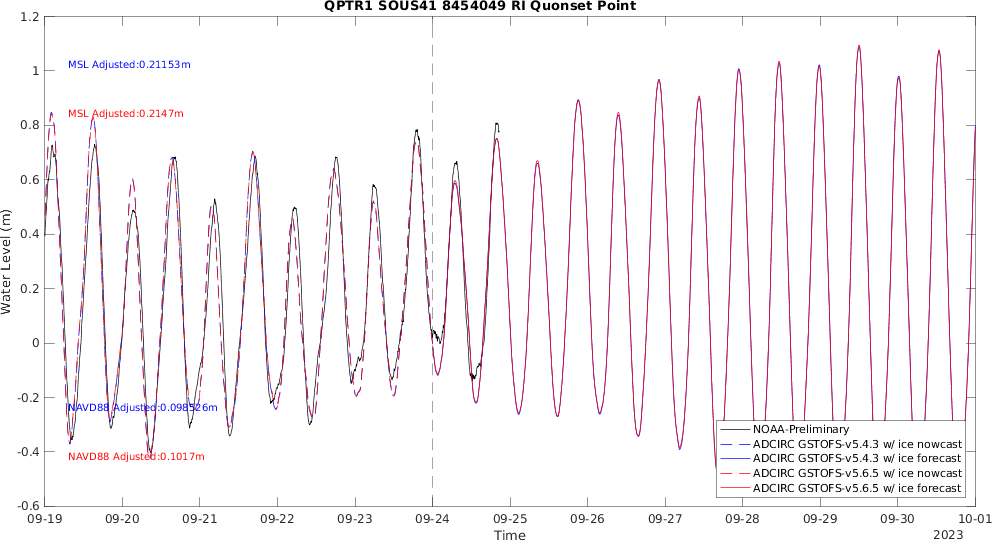 QPTR1 SOUS41 8454049 RI Quonset Point
1.2
1
0.8
0.6
0.4
0.2
0
-0.2
-0.4
-0.6
Water Level (m)
MSL Adjusted:0.21153m
MSL Adjusted:0.2147m
NAVD88 Adjusted:0.098526m
NAVD88 Adjusted:0.1017m
NOAA-Preliminary
ADCIRC GSTOFS-v5.4.3 w/ ice nowcast
ADCIRC GSTOFS-v5.4.3 w/ ice forecast
ADCIRC GSTOFS-v5.6.5 w/ ice nowcast
ADCIRC GSTOFS-v5.6.5 w/ ice forecast
09-19 09-20 09-21 09-22 09-23 09-24 09-25 09-26 09-27 09-28 09-29 09-30 10-01
Time
2023